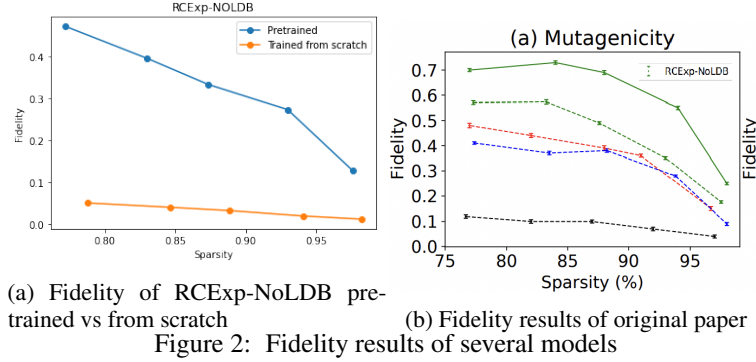 RCExp-NOLDB
Pretrained
Trained from scratch
0.4
0.3
0.2
0.1
0.0
Fidelity
0.80
0.85
0.90
0.95
Sparsity
(a) Fidelity of RCExp-NoLDB pre-
trained vs from scratch
(a) Mutagenicity
RCExp-NoLDB
0.7
0.6
0.5
0.4
0.3
0.2
0.1
0.0
Fidelity
75
80
85
90
95
Sparsity (%)
Fidelity
(b) Fidelity results of original paper
Figure 2: Fidelity results of several models